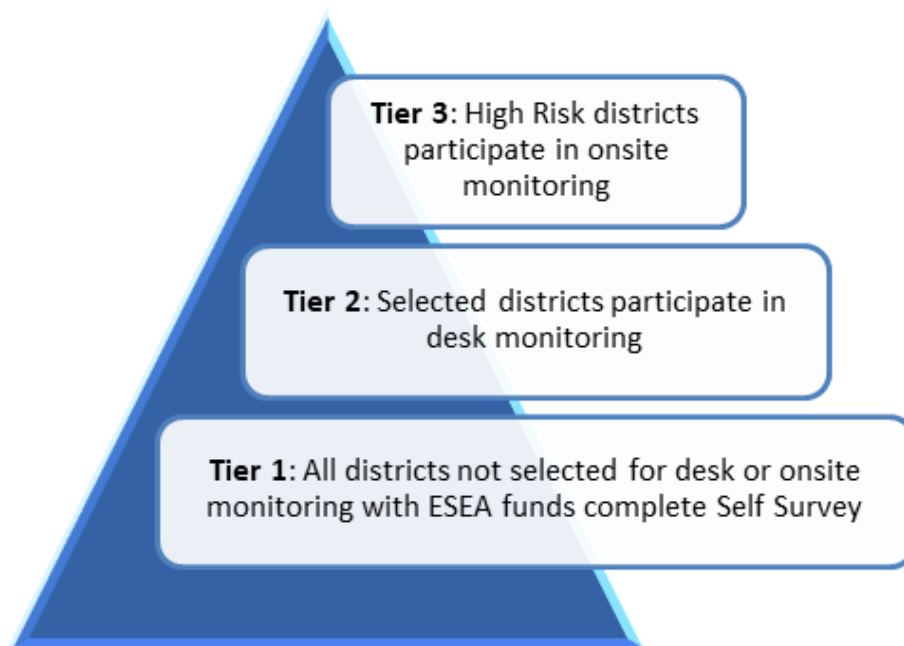 Tier 3: High Risk districts
participate in onsite
monitoring
Tier 2: Selected districts participate in
desk monitoring
Tier 1: All districts not selected for desk or onsite
monitoring with ESEA funds complete Self Survey